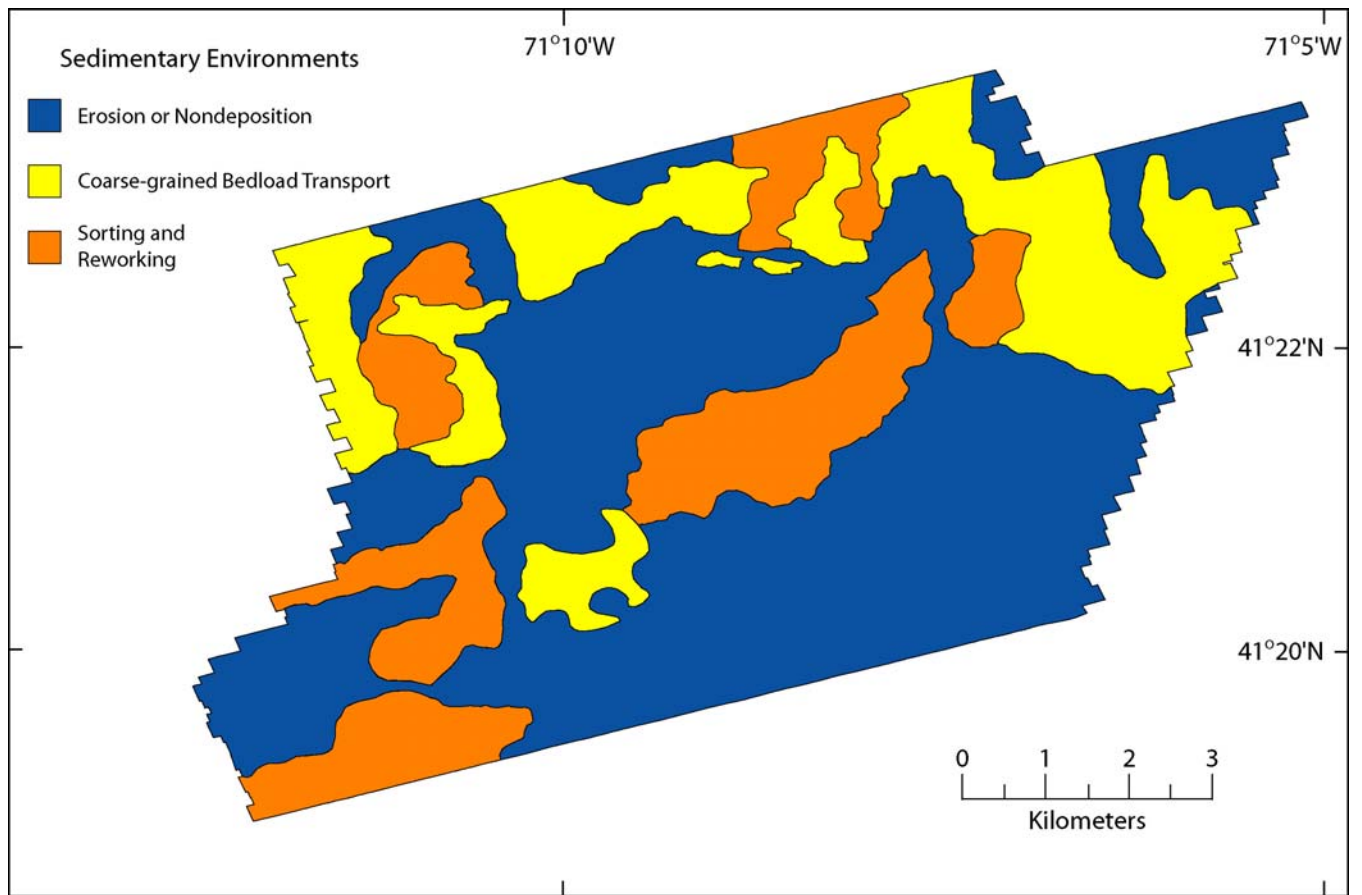 71°10'W
71°5'W
Sedimentary Environments
Erosion or Nondeposition
Coarse-grained Bedload Transport
Sorting and
Reworking
41°22'N
41°20'N
0 1 2 3
Kilometers